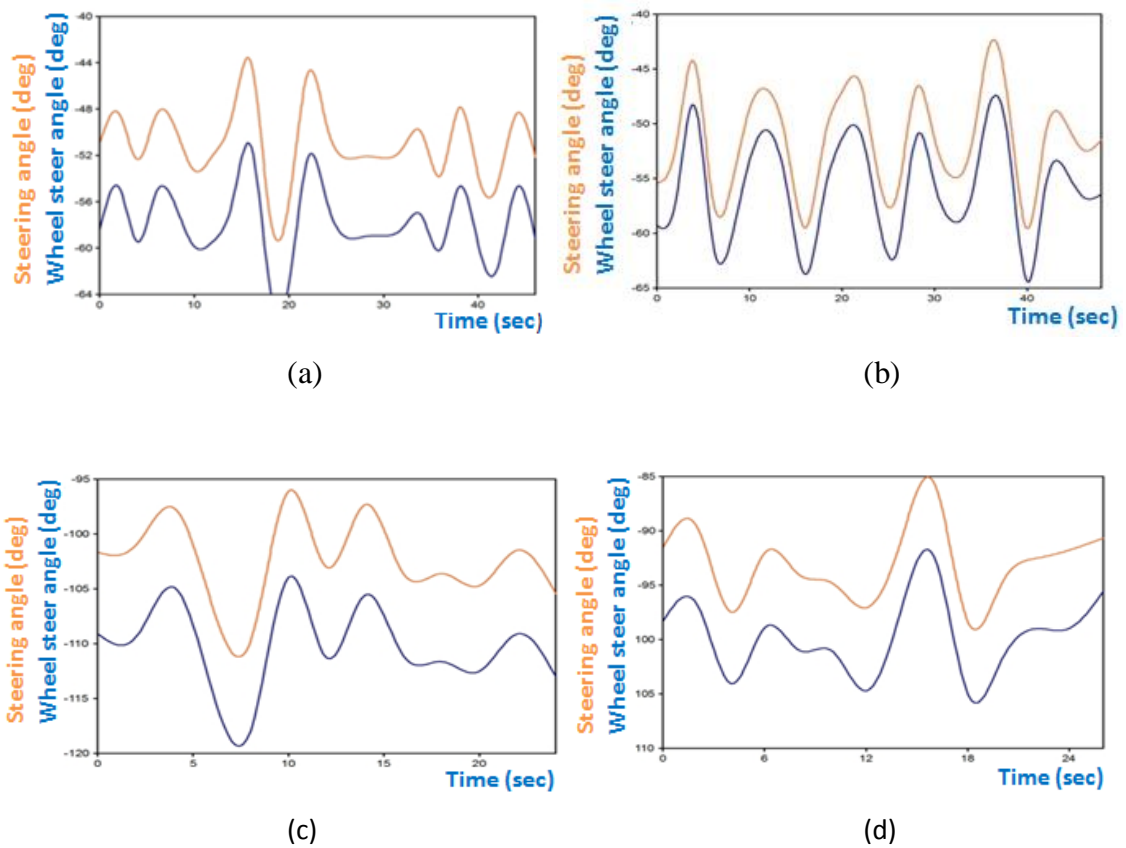 -40
-44
-48
-52
-56
-60
-64
0
10
20
30
40
Steering angle (deg)
Wheel steer angle (deg)
Time (sec)
(a)
-40
-45
-50
-55
-60
-65
0
10
20
30
40
Steering angle (deg)
Wheel steer angle (deg)
Time (sec)
(b)
-95
-100
-105
-110
-115
-120
0
10
20
Steering angle (deg)
Wheel steer angle (deg)
Time (sec)
(c)
-85
-90
-95
100
105
110
0
6
12
18
24
Steering angle (deg)
Wheel steer angle (deg)
Time (sec)
(d)